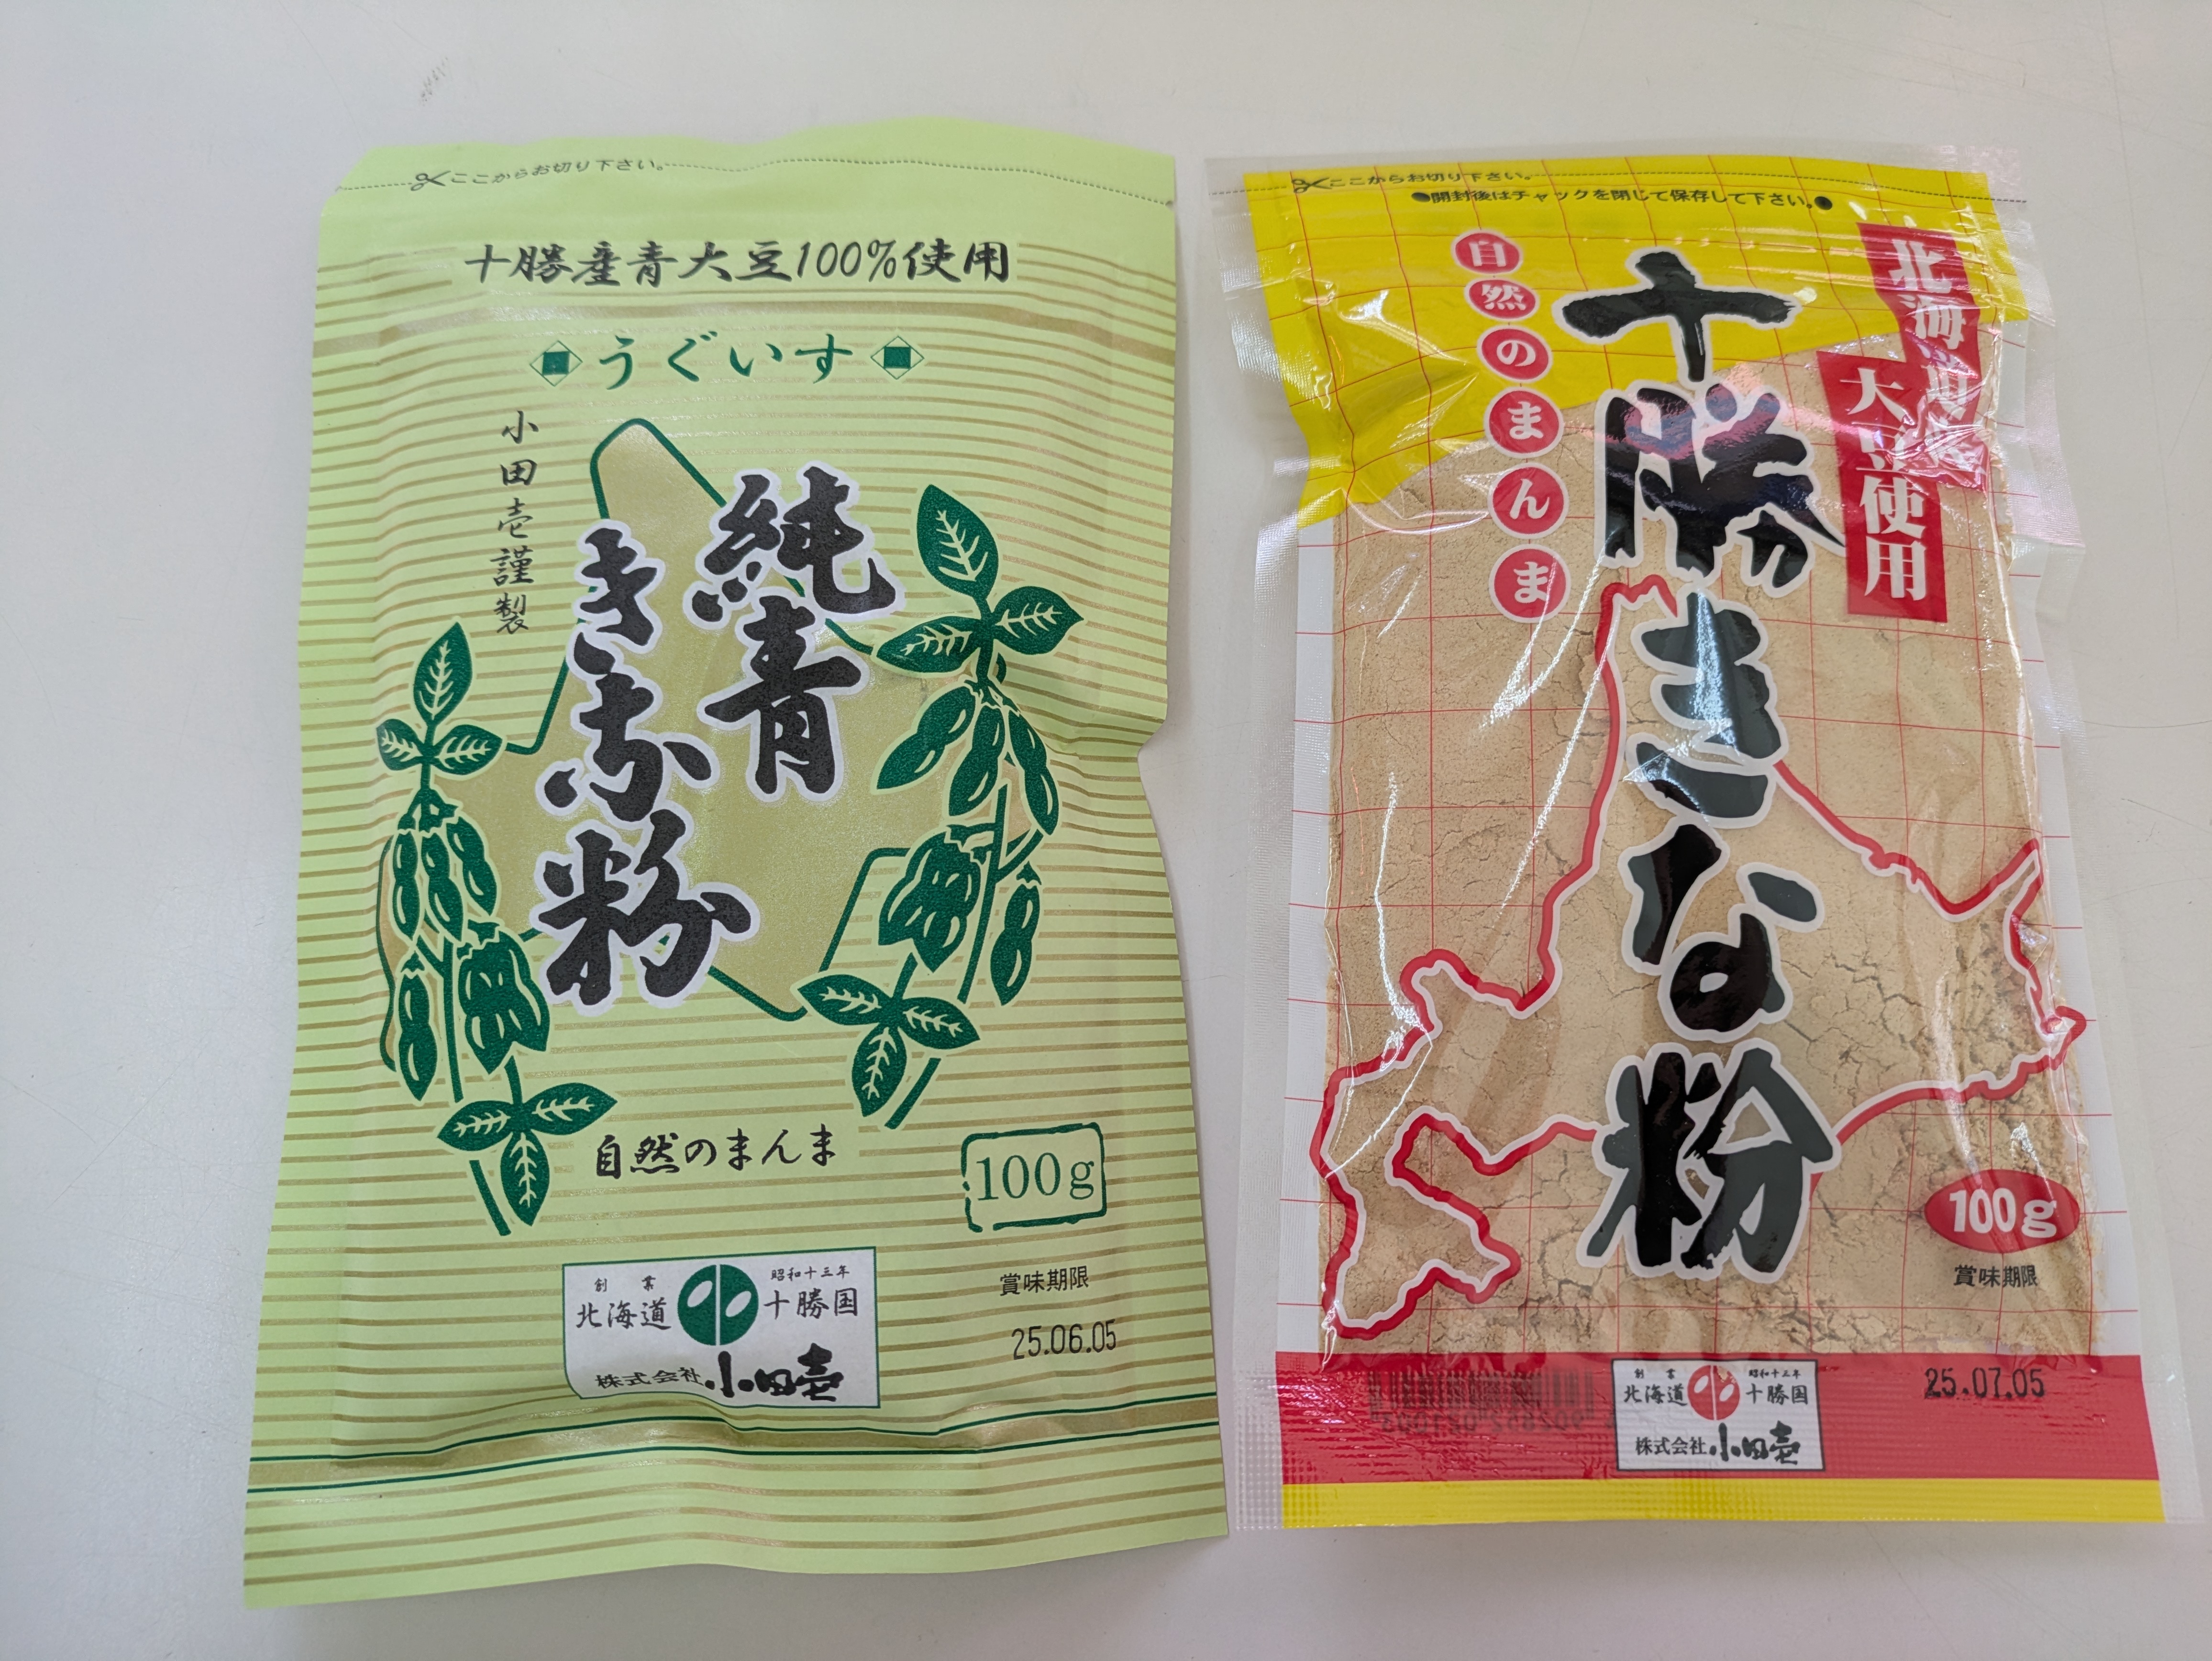 ここからお切り下さい。
十勝産青大豆100%使用
うぐいす
小田壱謹製
純青
きな粉
自然のまんま
100g
創業
昭和十三年
北海道
十勝国
株式会社小田壱
賞味期限
25.06.05
ここからお切り下さい。
●開封後はチャックを閉じて保存して下さい。●
北海道産
大豆使用
自然のまんま
十勝きな粉
100g
賞味期限
25.07.05
創業
昭和十三年
北海道
十勝国
株式会社小田壱